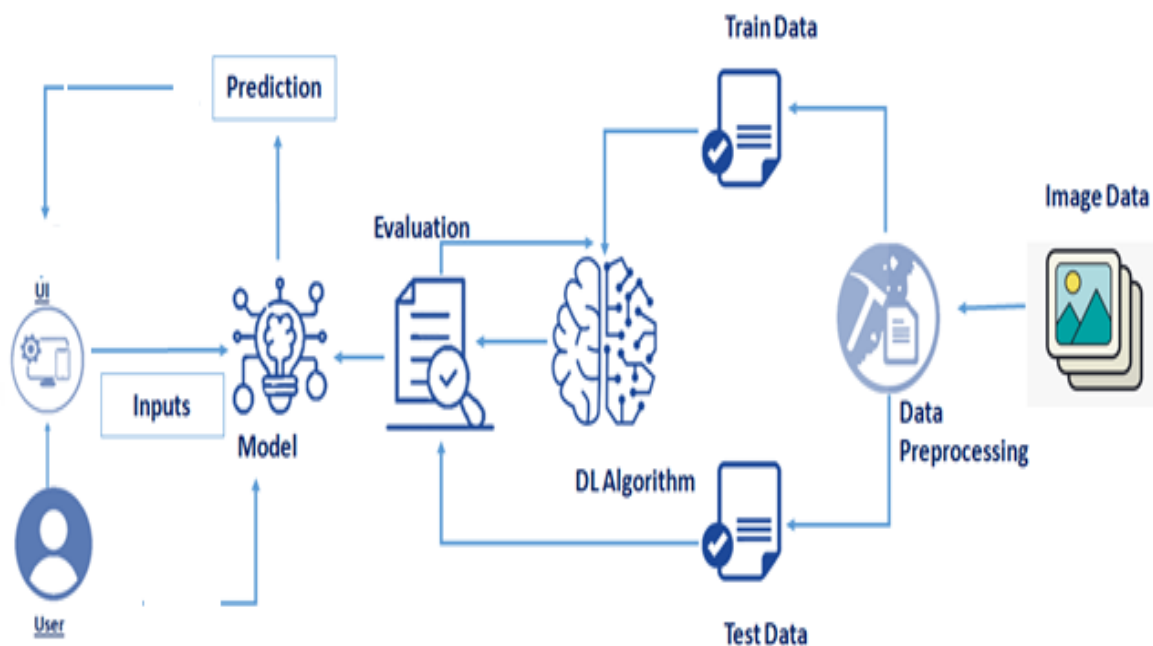 Train Data
Prediction
Image Data
Evaluation
UI
Inputs
Model
Data
Preprocessing
DL Algorithm
User
Test Data